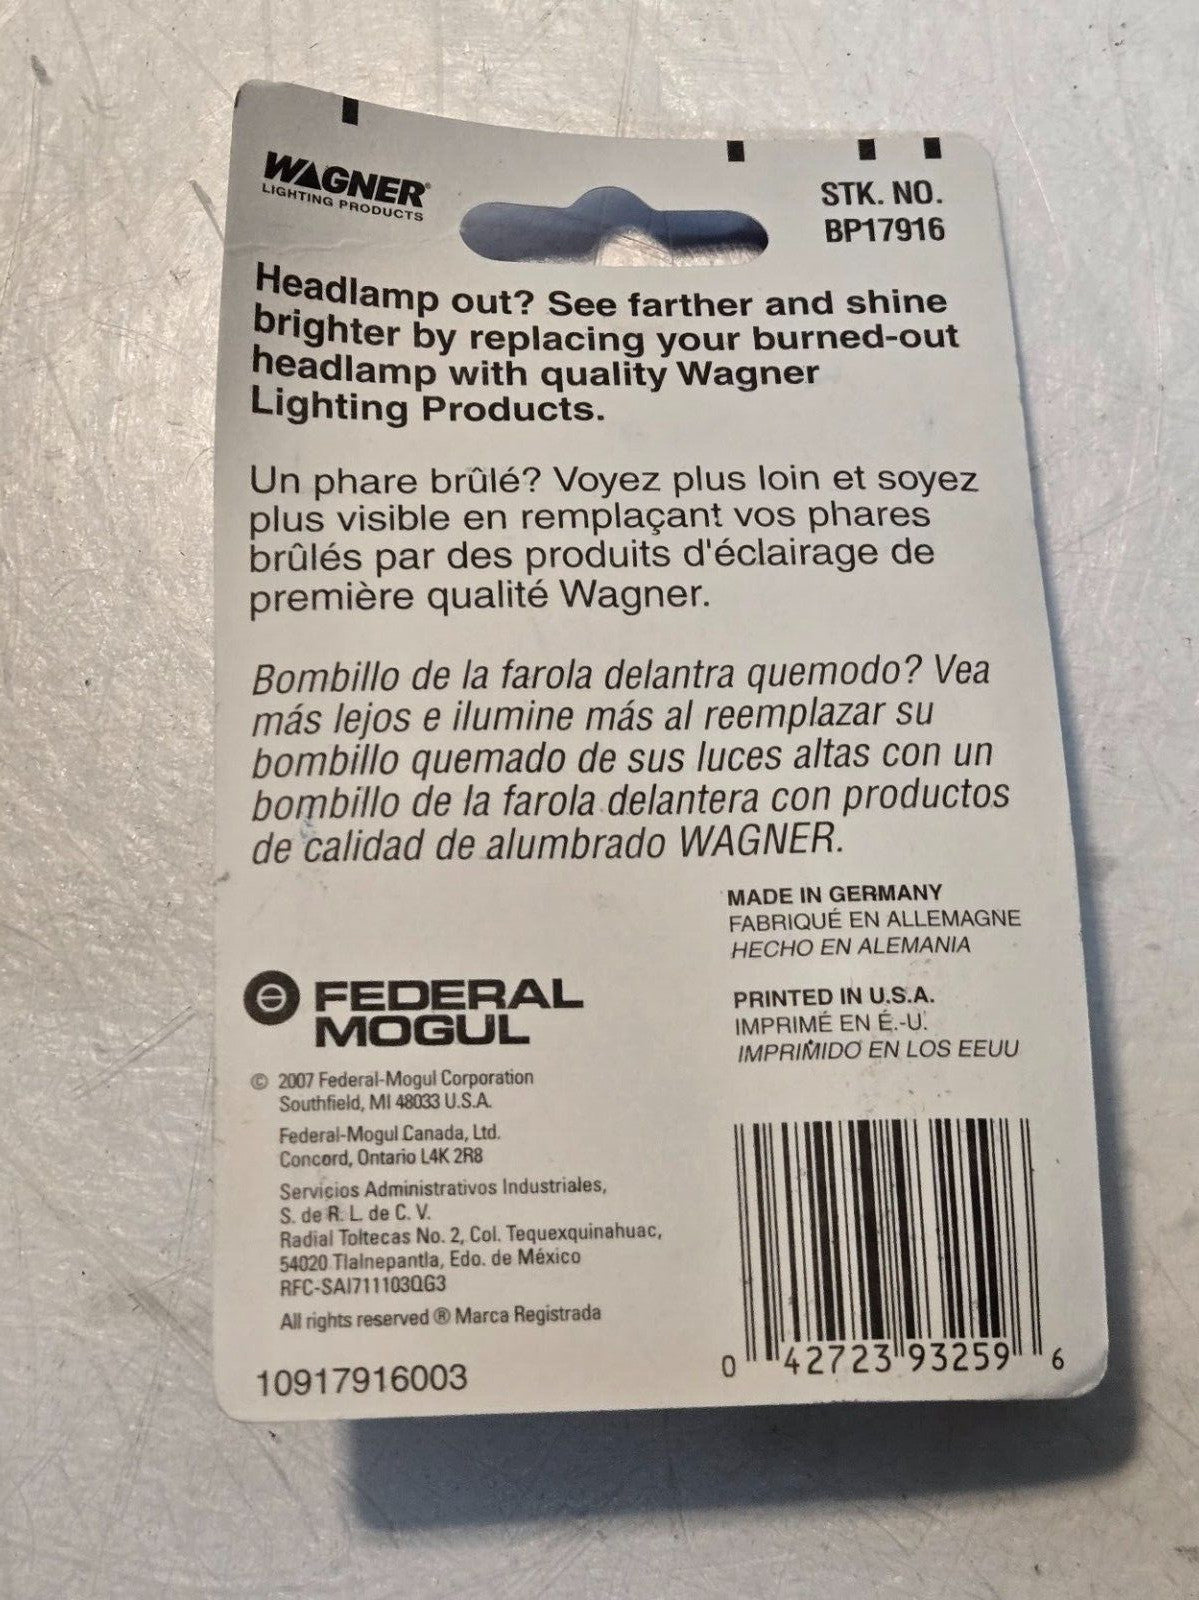 WAGNER®
LIGHTING PRODUCTS
STK. NO.
BP17916
Headlamp out? See farther and shine
brighter by replacing your burned-out
headlamp with quality Wagner
Lighting Products.
Un phare brûlé? Voyez plus loin et soyez
plus visible en remplaçant vos phares
brûlés par des produits d'éclairage de
première qualité Wagner.
Bombillo de la farola delantra quemodo? Vea
más lejos e ilumine más al reemplazar su
bombillo quemado de sus luces altas con un
bombillo de la farola delantera con productos
de calidad de alumbrado WAGNER.
MADE IN GERMANY
FABRIQUÉ EN ALLEMAGNE
HECHO EN ALEMANIA
PRINTED IN U.S.A.
IMPRIMÉ EN É.-U.
IMPRIMIDO EN LOS EEUU
FEDERAL
MOGUL
© 2007 Federal-Mogul Corporation
Southfield, MI 48033 U.S.A.
Federal-Mogul Canada, Ltd.
Concord, Ontario L4K 2R8
Servicios Administrativos Industriales,
S. de R. L. de C. V.
Radial Toltecas No. 2, Col. Tequexquinahuac,
54020 Tlalnepantla, Edo. de México
RFC-SAI711103QG3
All rights reserved ® Marca Registrada
10917916003
0 42723 93259 6